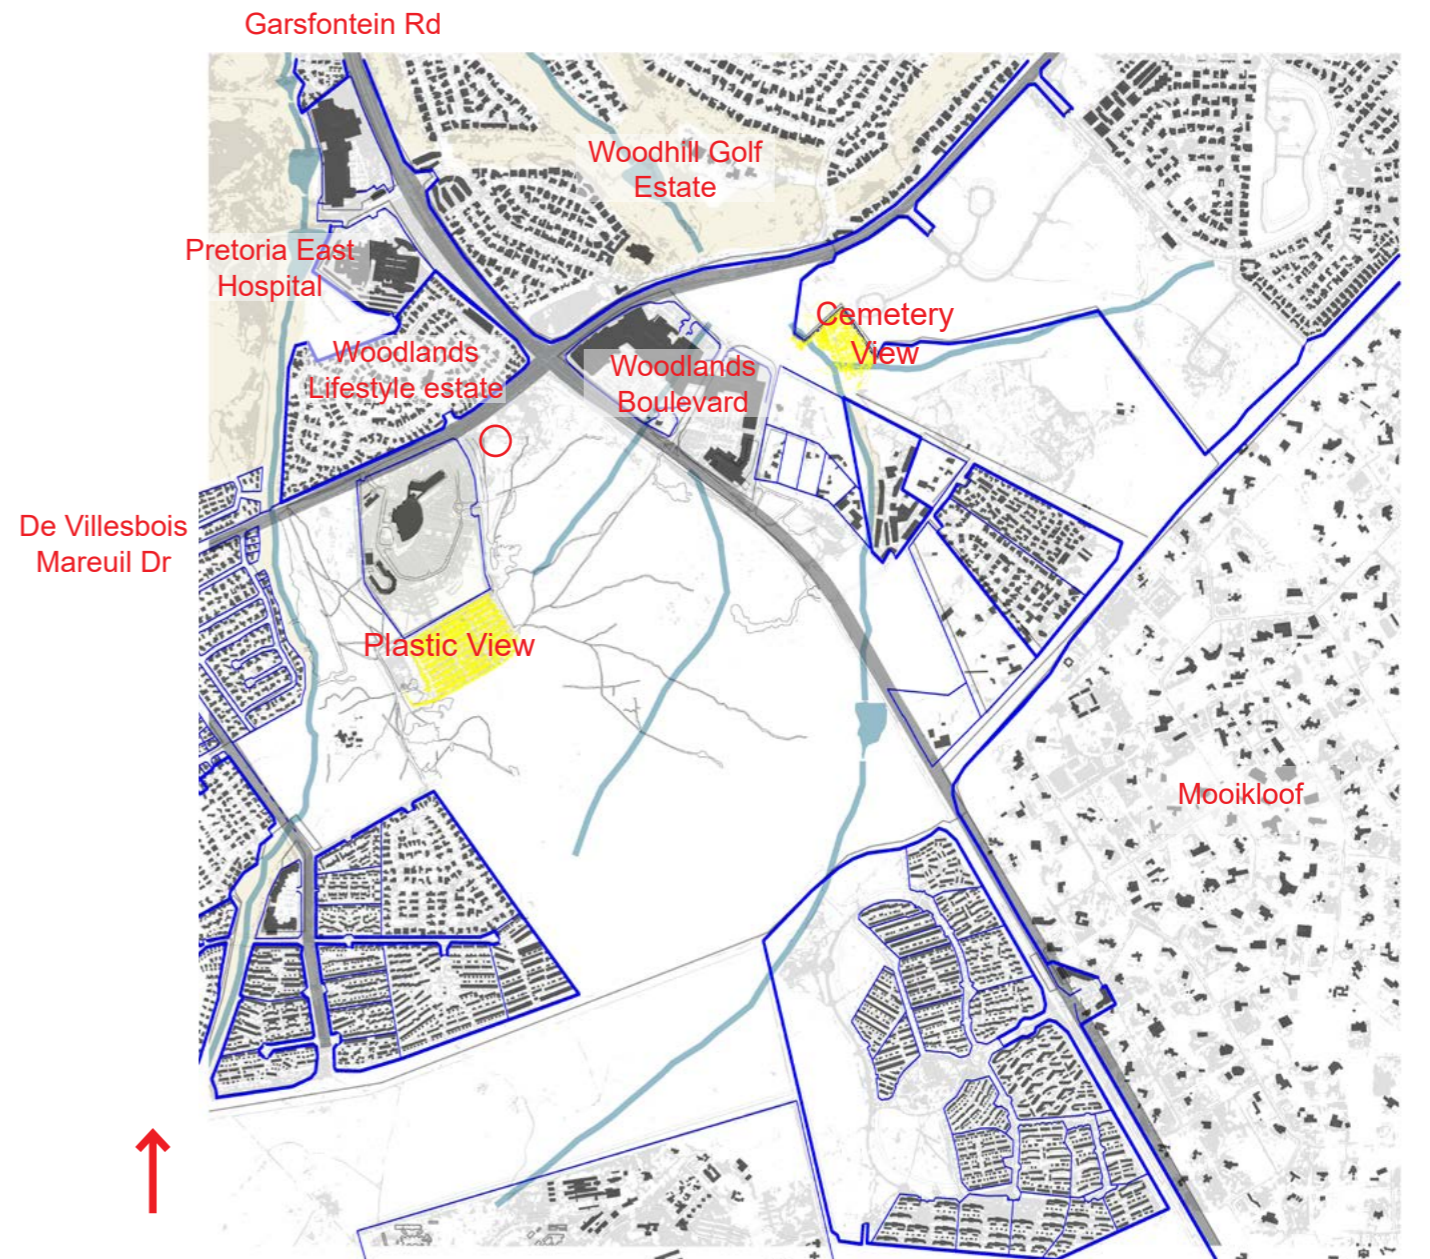 Garsfontein Rd
Woodhill Golf
Estate
Pretoria East
Hospital
Cemetery
View
Woodlands
Lifestyle estate
Woodlands
Boulevard
De Villesbois
Mareuil Dr
Plastic View
Mooikloof